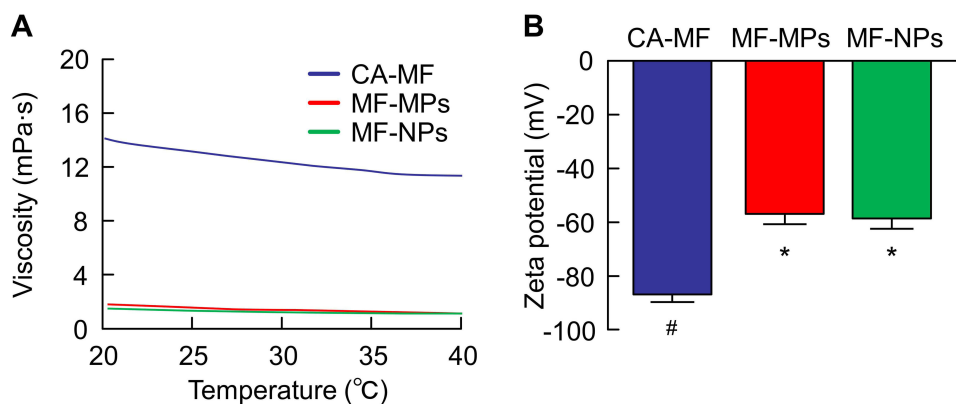 A
Viscosity (mPa·s)
20
16
12
8
4
0
CA-MF
MF-MPs
MF-NPs
20 25 30 35 40
Temperature (°C)
B
CA-MF MF-MPs MF-NPs
Zeta potential (mV)
0
-20
-40
-60
-80
-100
#
*
*